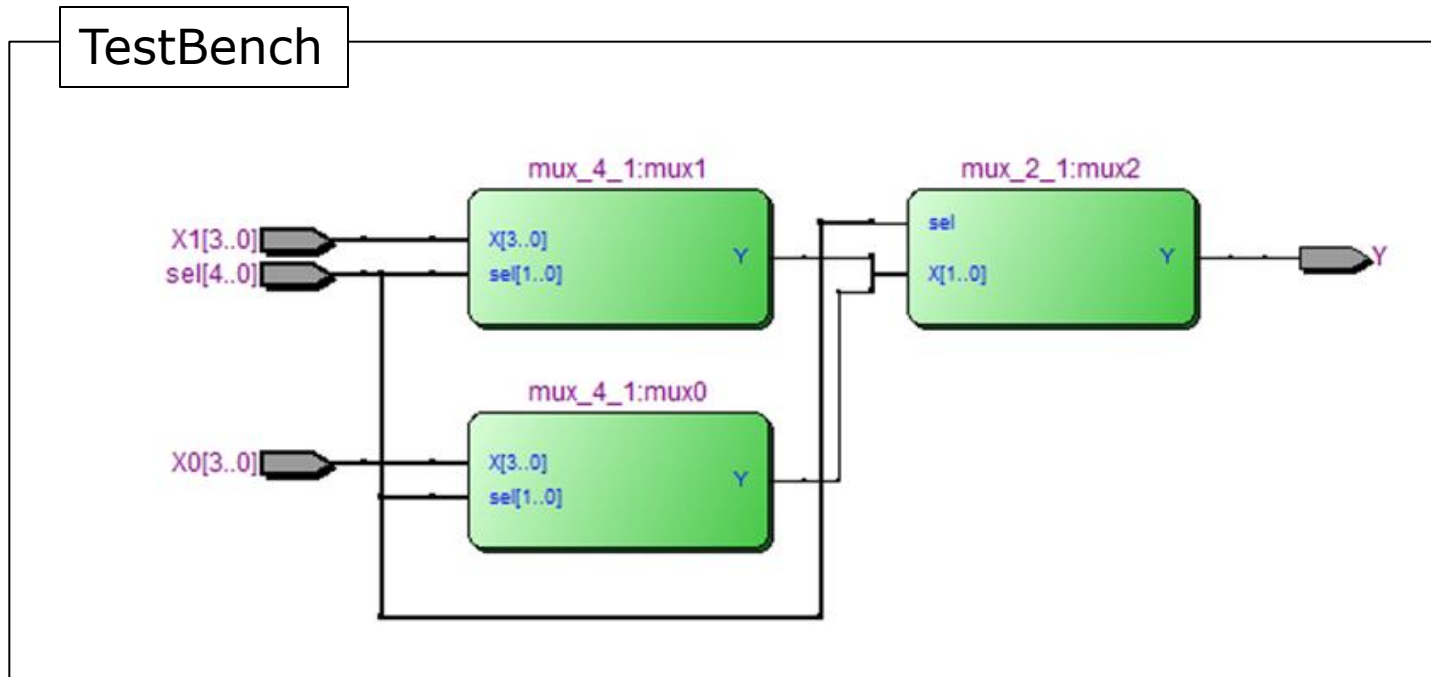 TestBench
mux_4_1:mux1
X1[3..0]
sel[4..0]
X[3..0]
sel[1..0]
Y
mux_2_1:mux2
sel
X[1..0]
Y
Y
mux_4_1:mux0
X0[3..0]
X[3..0]
sel[1..0]
Y